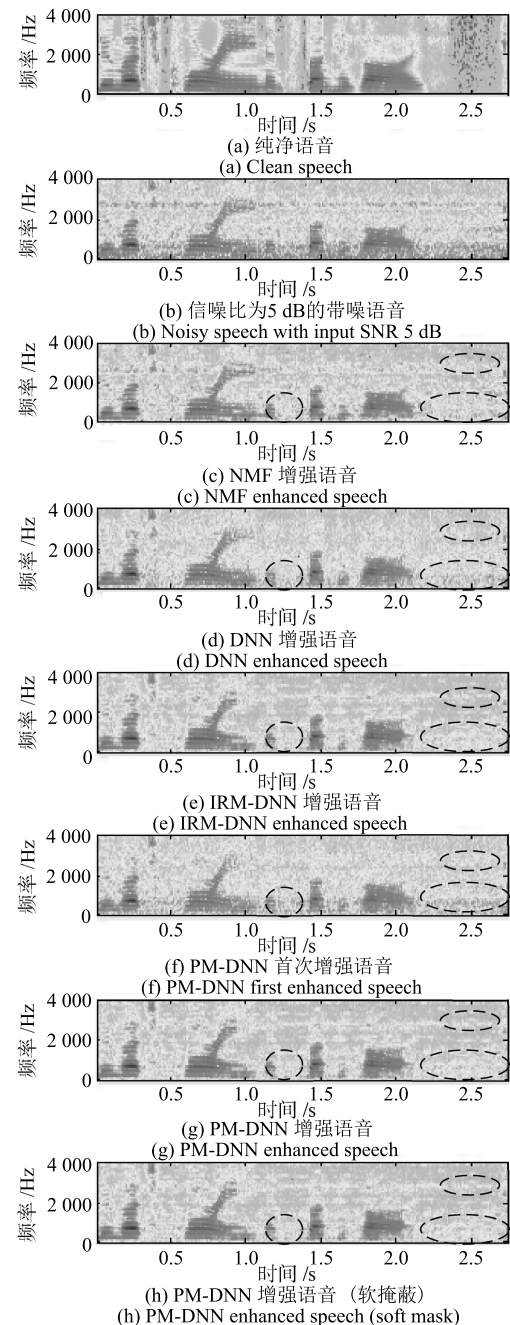 4 000
频率 /Hz
2 000
0
0.5 1.0 1.5 2.0 2.5
时间 /s
(a) 纯净语音
(a) Clean speech
4 000
频率 /Hz
2 000
0
0.5 1.0 1.5 2.0 2.5
时间 /s
(b) 信噪比为5 dB的带噪语音
(b) Noisy speech with input SNR 5 dB
4 000
频率 /Hz
2 000
0
0.5 1.0 1.5 2.0 2.5
时间 /s
(c) NMF 增强语音
(c) NMF enhanced speech
4 000
频率 /Hz
2 000
0
0.5 1.0 1.5 2.0 2.5
时间 /s
(d) DNN 增强语音
(d) DNN enhanced speech
4 000
频率 /Hz
2 000
0
0.5 1.0 1.5 2.0 2.5
时间 /s
(e) IRM-DNN 增强语音
(e) IRM-DNN enhanced speech
4 000
频率 /Hz
2 000
0
0.5 1.0 1.5 2.0 2.5
时间 /s
(f) PM-DNN 首次增强语音
(f) PM-DNN first enhanced speech
4 000
频率 /Hz
2 000
0
0.5 1.0 1.5 2.0 2.5
时间 /s
(g) PM-DNN 增强语音
(g) PM-DNN enhanced speech
4 000
频率 /Hz
2 000
0
0.5 1.0 1.5 2.0 2.5
时间 /s
(h) PM-DNN 增强语音（软掩蔽）
(h) PM-DNN enhanced speech (soft mask)